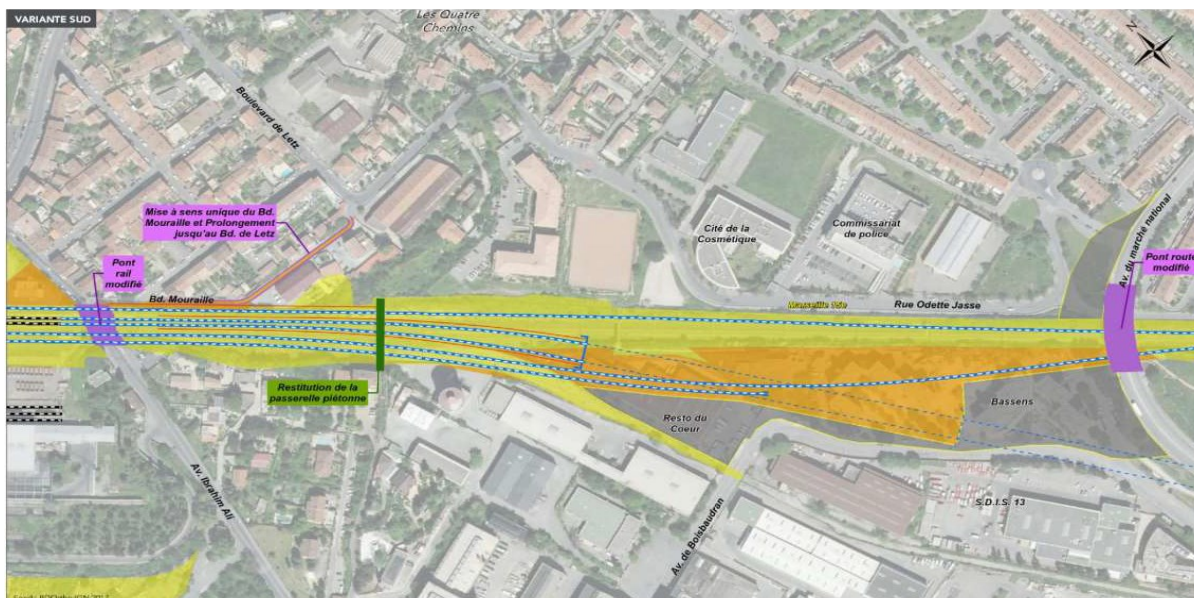 VARIANTE SUD
Les Quatre
Chemins
N
Boulevard de Letz
Mise à sens unique du Bd.
Mouraille et Prolongement
jusqu'au Bd. de Letz
Cité de la
Cosmétique
Commissariat
de police
Av. du marché national
Pont route
modifié
Pont
rail
modifié
Bd. Mouraille
Marseille 15e
Rue Odette Jasse
Restitution de la
passerelle piétonne
Resto du
Coeur
Bassens
Av. Ibrahim Ali
Av. de Boisbaudran
S.D.I.S. 13